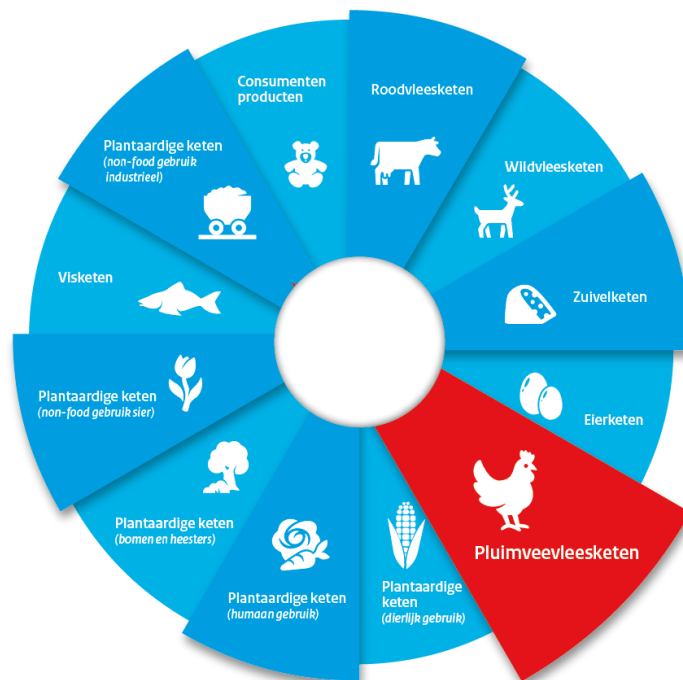 Consumenten
producten
Roodvleesketen
Wildvleesketen
Zuivelketen
Eierketen
Pluimveevleesketen
Plantaardige
keten
(dierlijk gebruik)
Plantaardige keten
(humaan gebruik)
Plantaardige keten
(bomen en heesters)
Plantaardige keten
(non-food gebruik sier)
Visketen
Plantaardige keten
(non-food gebruik
industrieel)